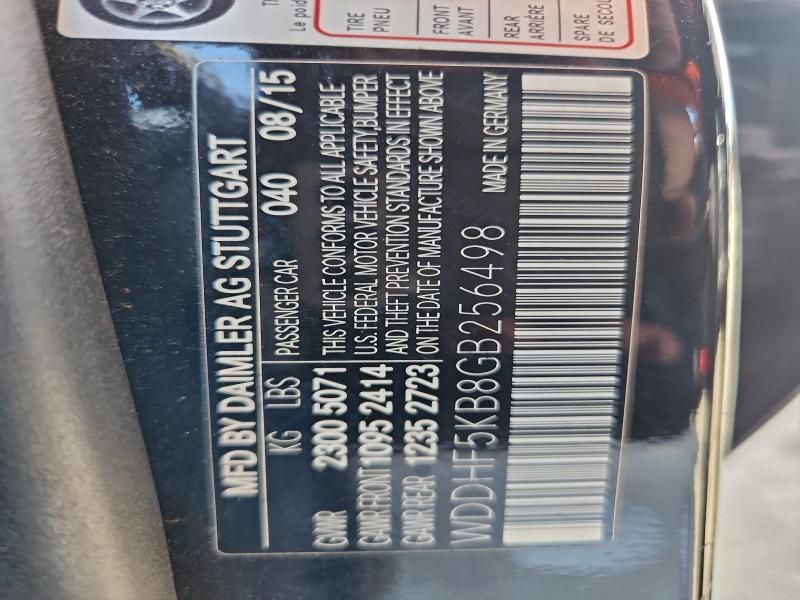 TIRE
PNEU
FRONT
AVANT
REAR
ARRIÈRE
SPARE
DE SECOU
Le poid
MFD BY DAIMLER AG STUTTGART
KG LBS PASSENGER CAR 040 08/15
GVWR 2300 5071 THIS VEHICLE CONFORMS TO ALL APPLICABLE
GAWR FRONT 1095 2414 U.S. FEDERAL MOTOR VEHICLE SAFETY, BUMPER
GAWR REAR 1235 2723 AND THEFT PREVENTION STANDARDS IN EFFECT
ON THE DATE OF MANUFACTURE SHOWN ABOVE
WDDHF5KB8GB256498 MADE IN GERMANY